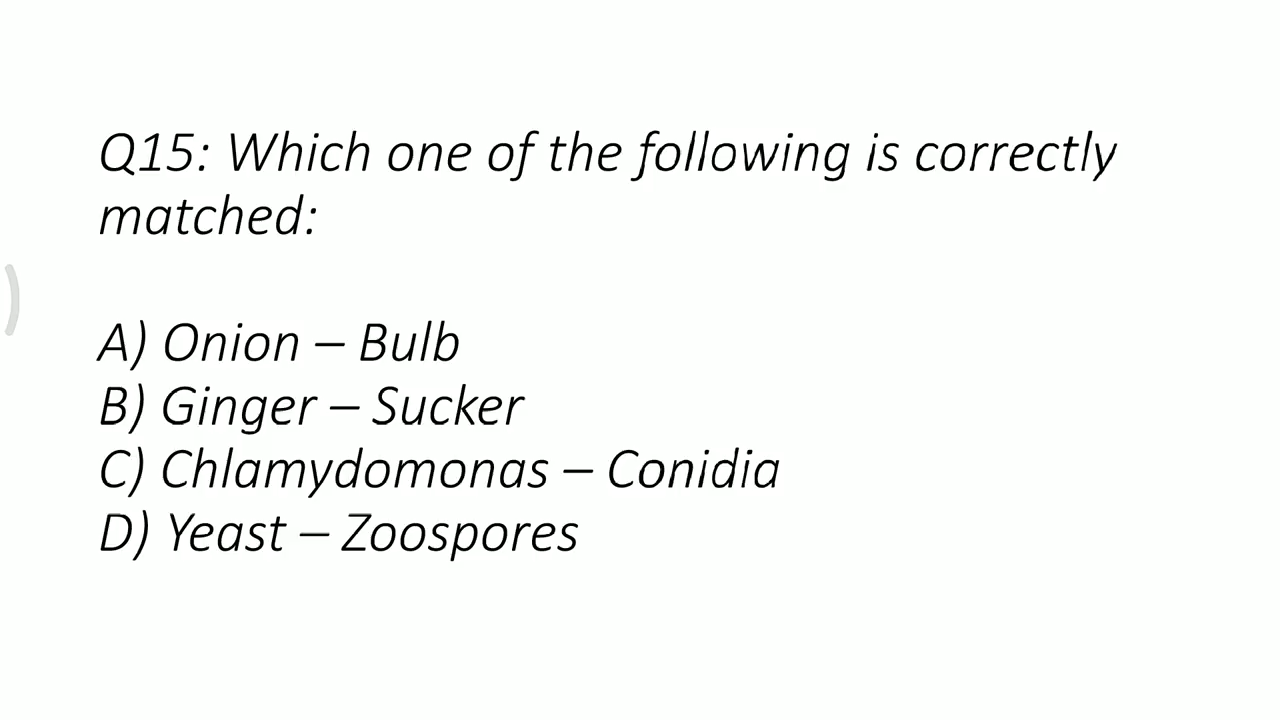 Q15: Which one of the following is correctly
matched:
A) Onion – Bulb
B) Ginger – Sucker
C) Chlamydomonas – Conidia
D) Yeast – Zoospores